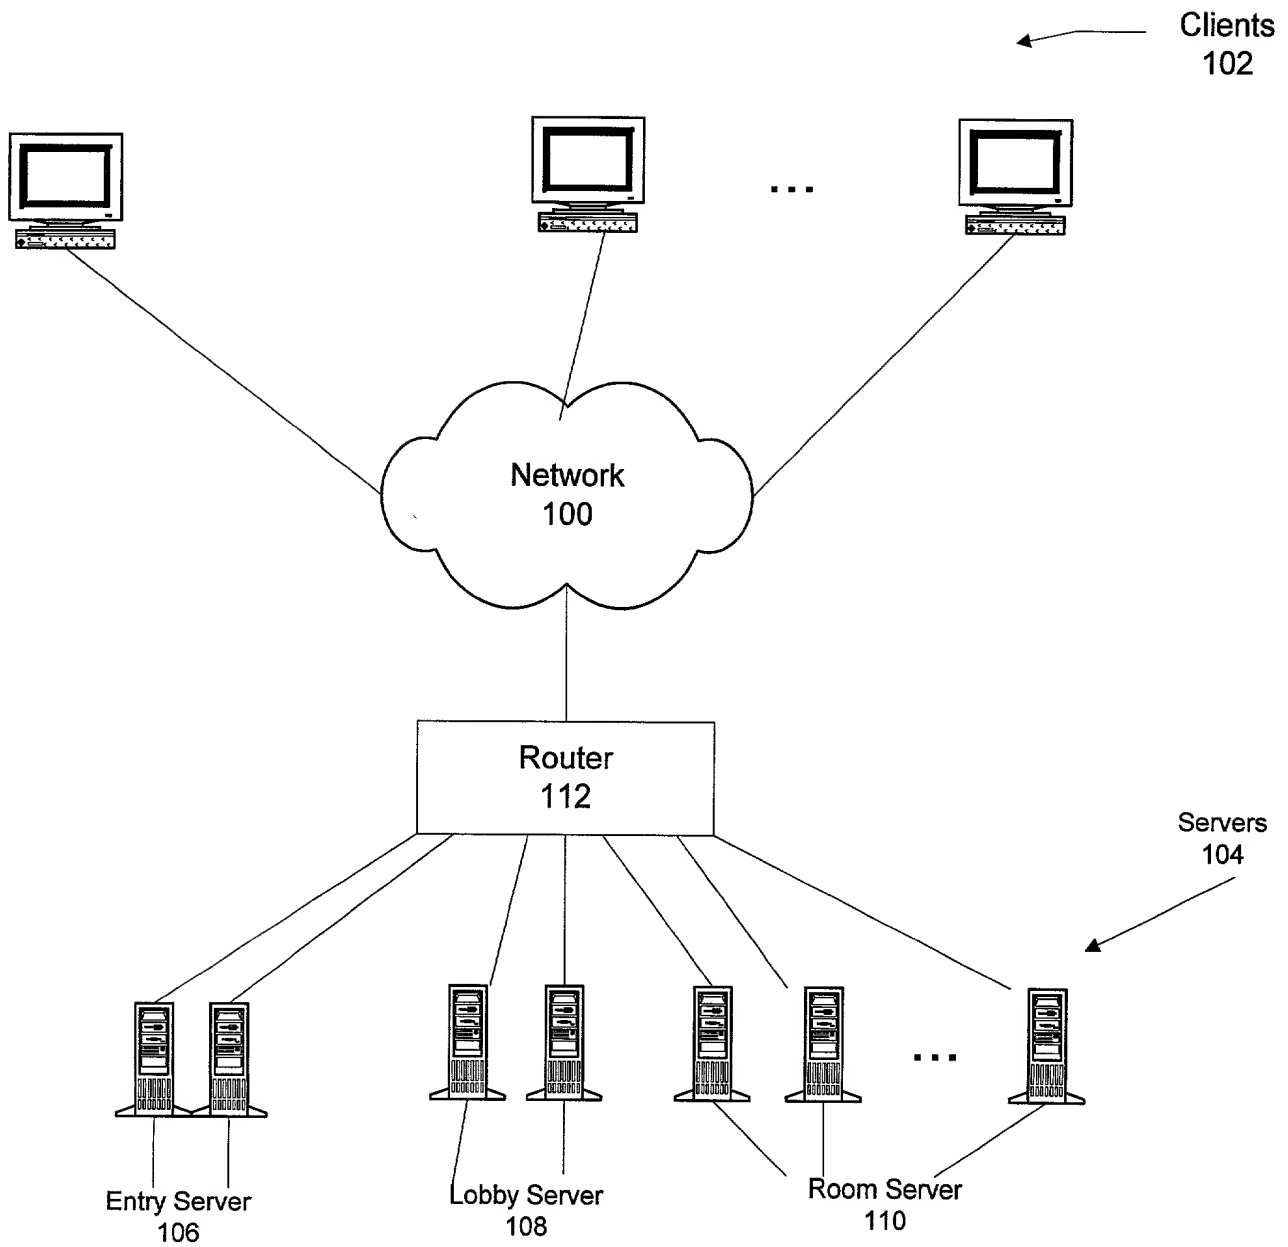 Clients
102
...
Network
100
Router
112
Servers
104
...
Entry Server
106
Lobby Server
108
Room Server
110